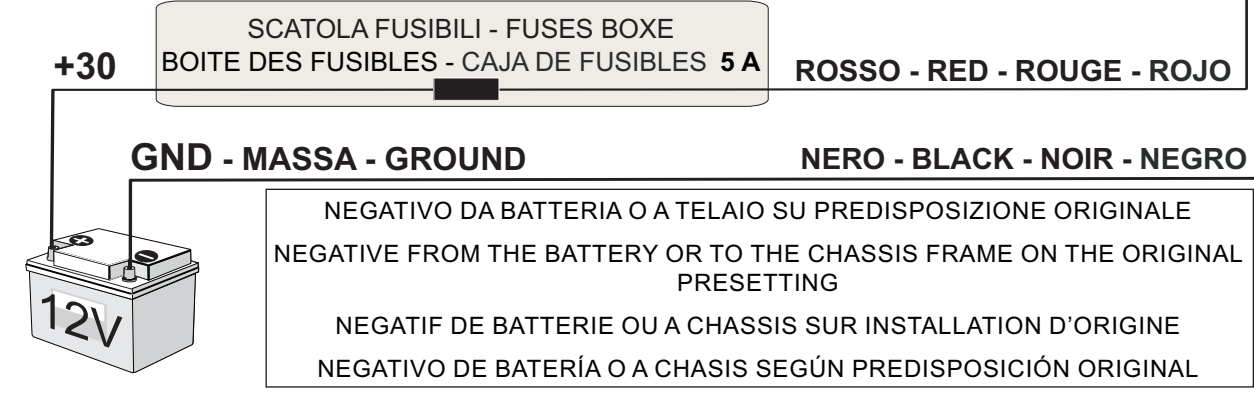 SCATOLA FUSIBILI - FUSES BOXE
+30
BOITE DES FUSIBLES - CAJA DE FUSIBLES 5 A
ROSSO - RED - ROUGE - ROJO
GND - MASSA - GROUND
NERO - BLACK - NOIR - NEGRO
NEGATIVO DA BATTERIA O A TELAIO SU PREDISPOSIZIONE ORIGINALE
NEGATIVE FROM THE BATTERY OR TO THE CHASSIS FRAME ON THE ORIGINAL
PRESETTING
NEGATIF DE BATTERIE OU A CHASSIS SUR INSTALLATION D'ORIGINE
NEGATIVO DE BATERÍA O A CHASIS SEGÚN PREDISPOSICIÓN ORIGINAL
12V